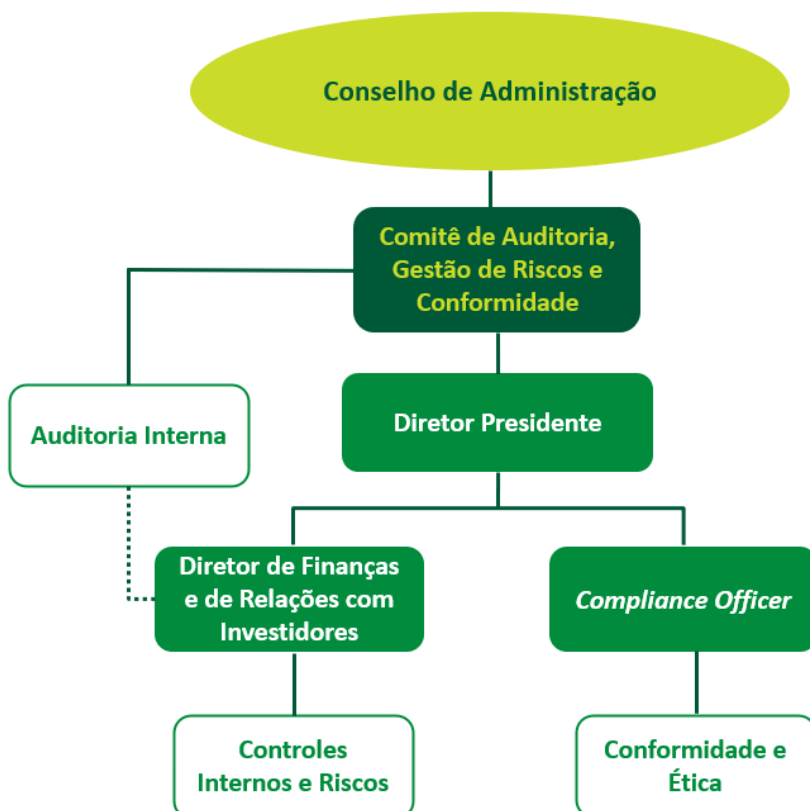 Conselho de Administração
Comitê de Auditoria,
Gestão de Riscos e
Conformidade
Auditoria Interna
Diretor Presidente
Diretor de Finanças
e de Relações com
Investidores
Compliance Officer
Controles
Internos e Riscos
Conformidade e
Ética